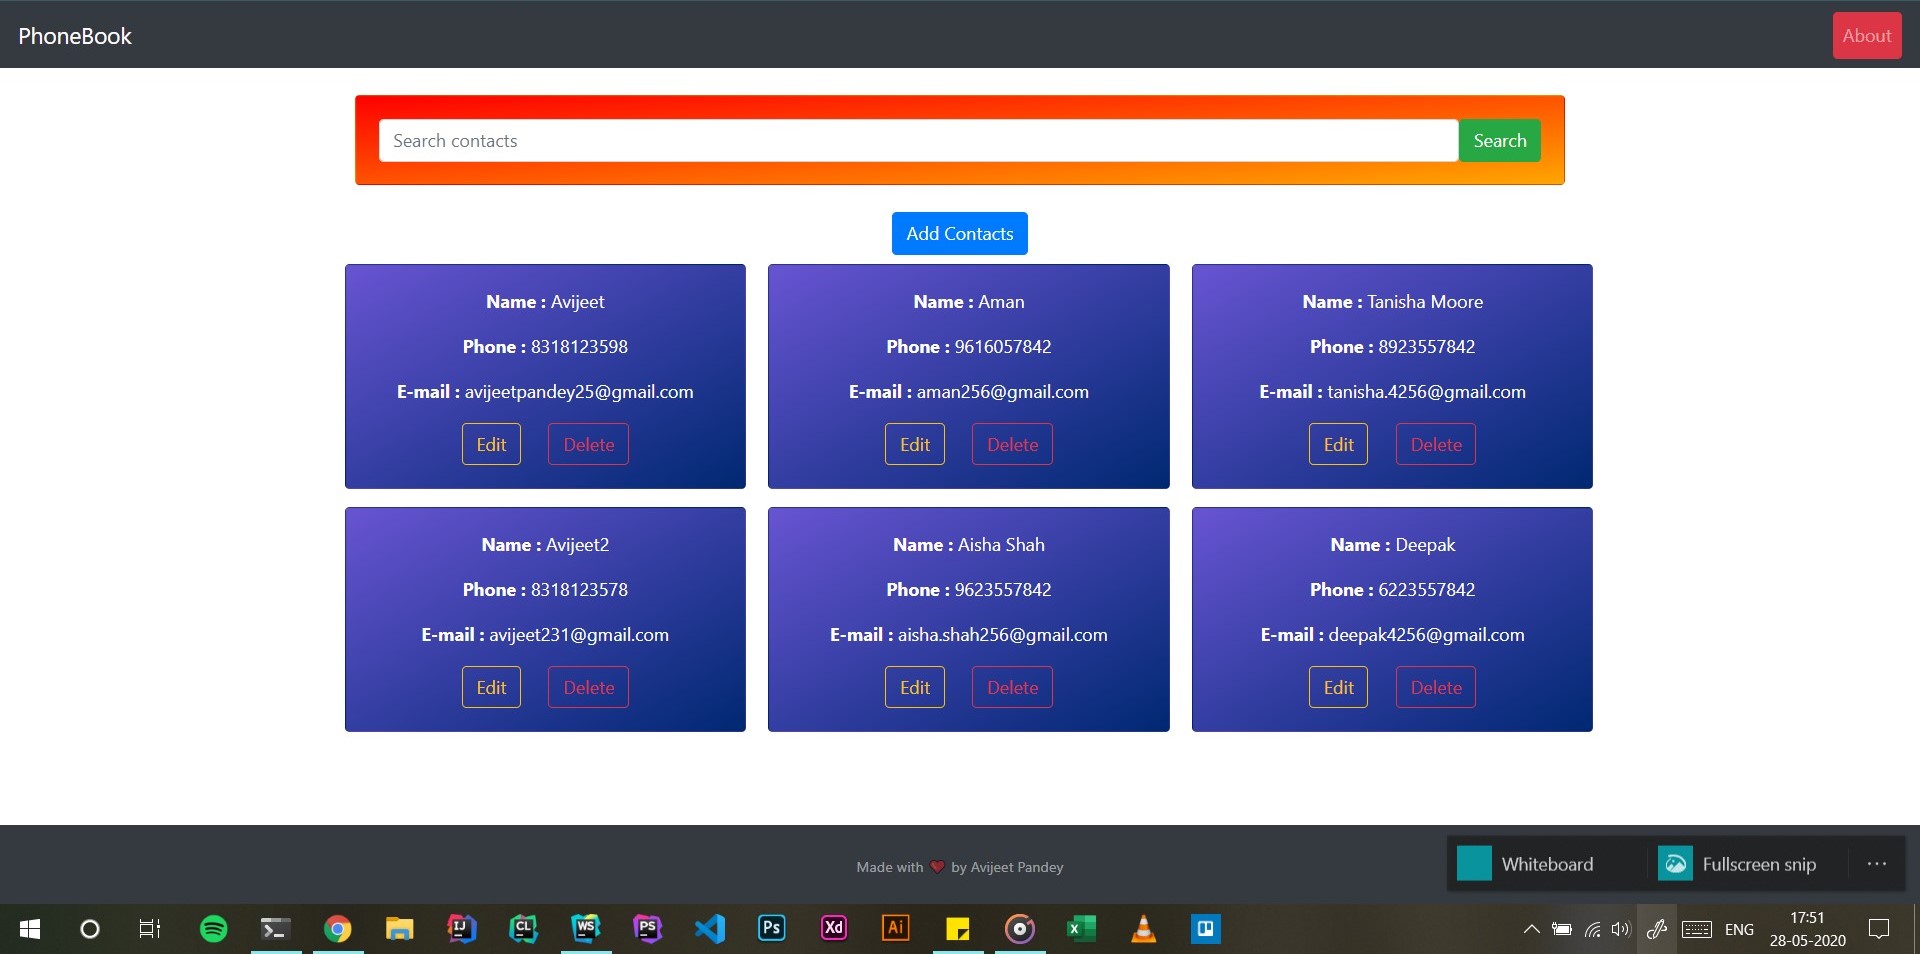 PhoneBook
About
Search contacts
Search
Add Contacts
Name : Avijeet
Phone : 8318123598
E-mail : avijeetpandey25@gmail.com
Edit Delete
Name : Aman
Phone : 9616057842
E-mail : aman256@gmail.com
Edit Delete
Name : Tanisha Moore
Phone : 8923557842
E-mail : tanisha.4256@gmail.com
Edit Delete
Name : Avijeet2
Phone : 8318123578
E-mail : avijeet231@gmail.com
Edit Delete
Name : Aisha Shah
Phone : 9623557842
E-mail : aisha.shah256@gmail.com
Edit Delete
Name : Deepak
Phone : 6223557842
E-mail : deepak4256@gmail.com
Edit Delete
Made with ❤ by Avijeet Pandey
Whiteboard
Fullscreen snip
...
IJ
CL
WS
PS
Ps
Xd
Ai
X
ENG
17:51
28-05-2020